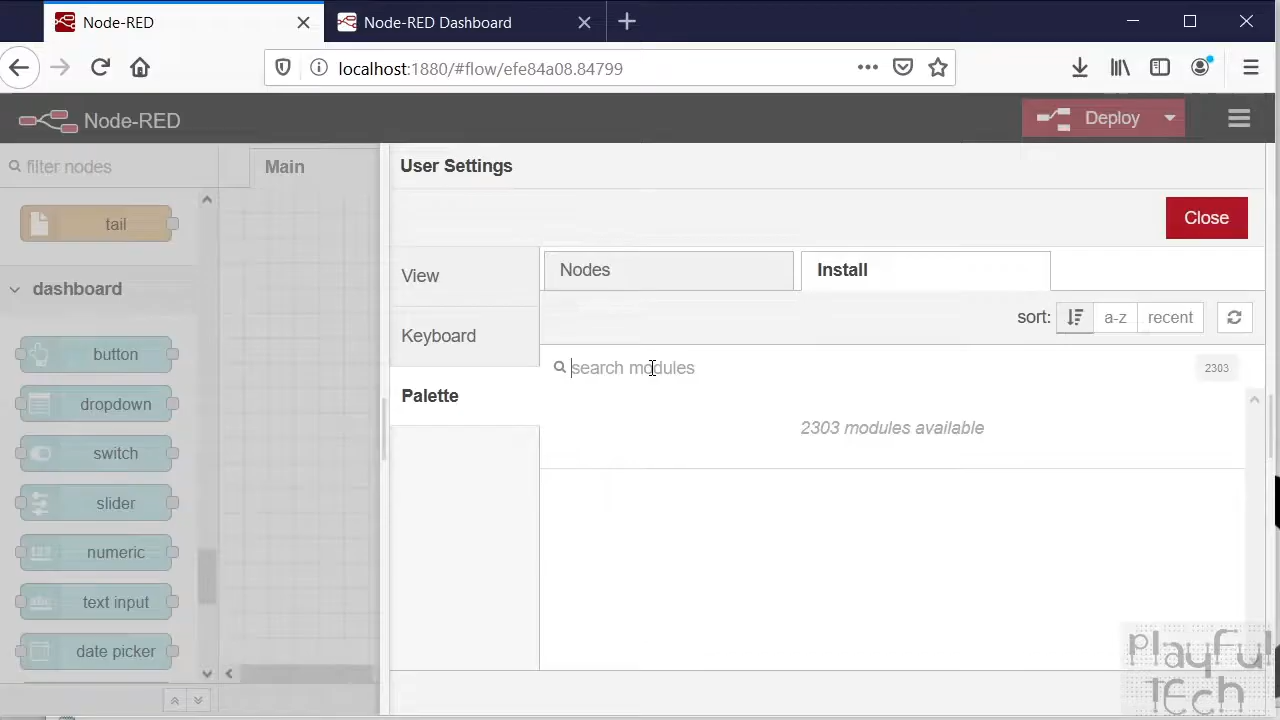 Node-RED
Node-RED Dashboard
localhost:1880/#flow/efe84a08.84799
Node-RED
Deploy
filter nodes
Main
User Settings
tail
Close
dashboard
View
Nodes
Install
Keyboard
sort:
a-z
recent
button
search modules
2303
dropdown
Palette
2303 modules available
switch
slider
numeric
text input
date picker
PlayFul
TECh